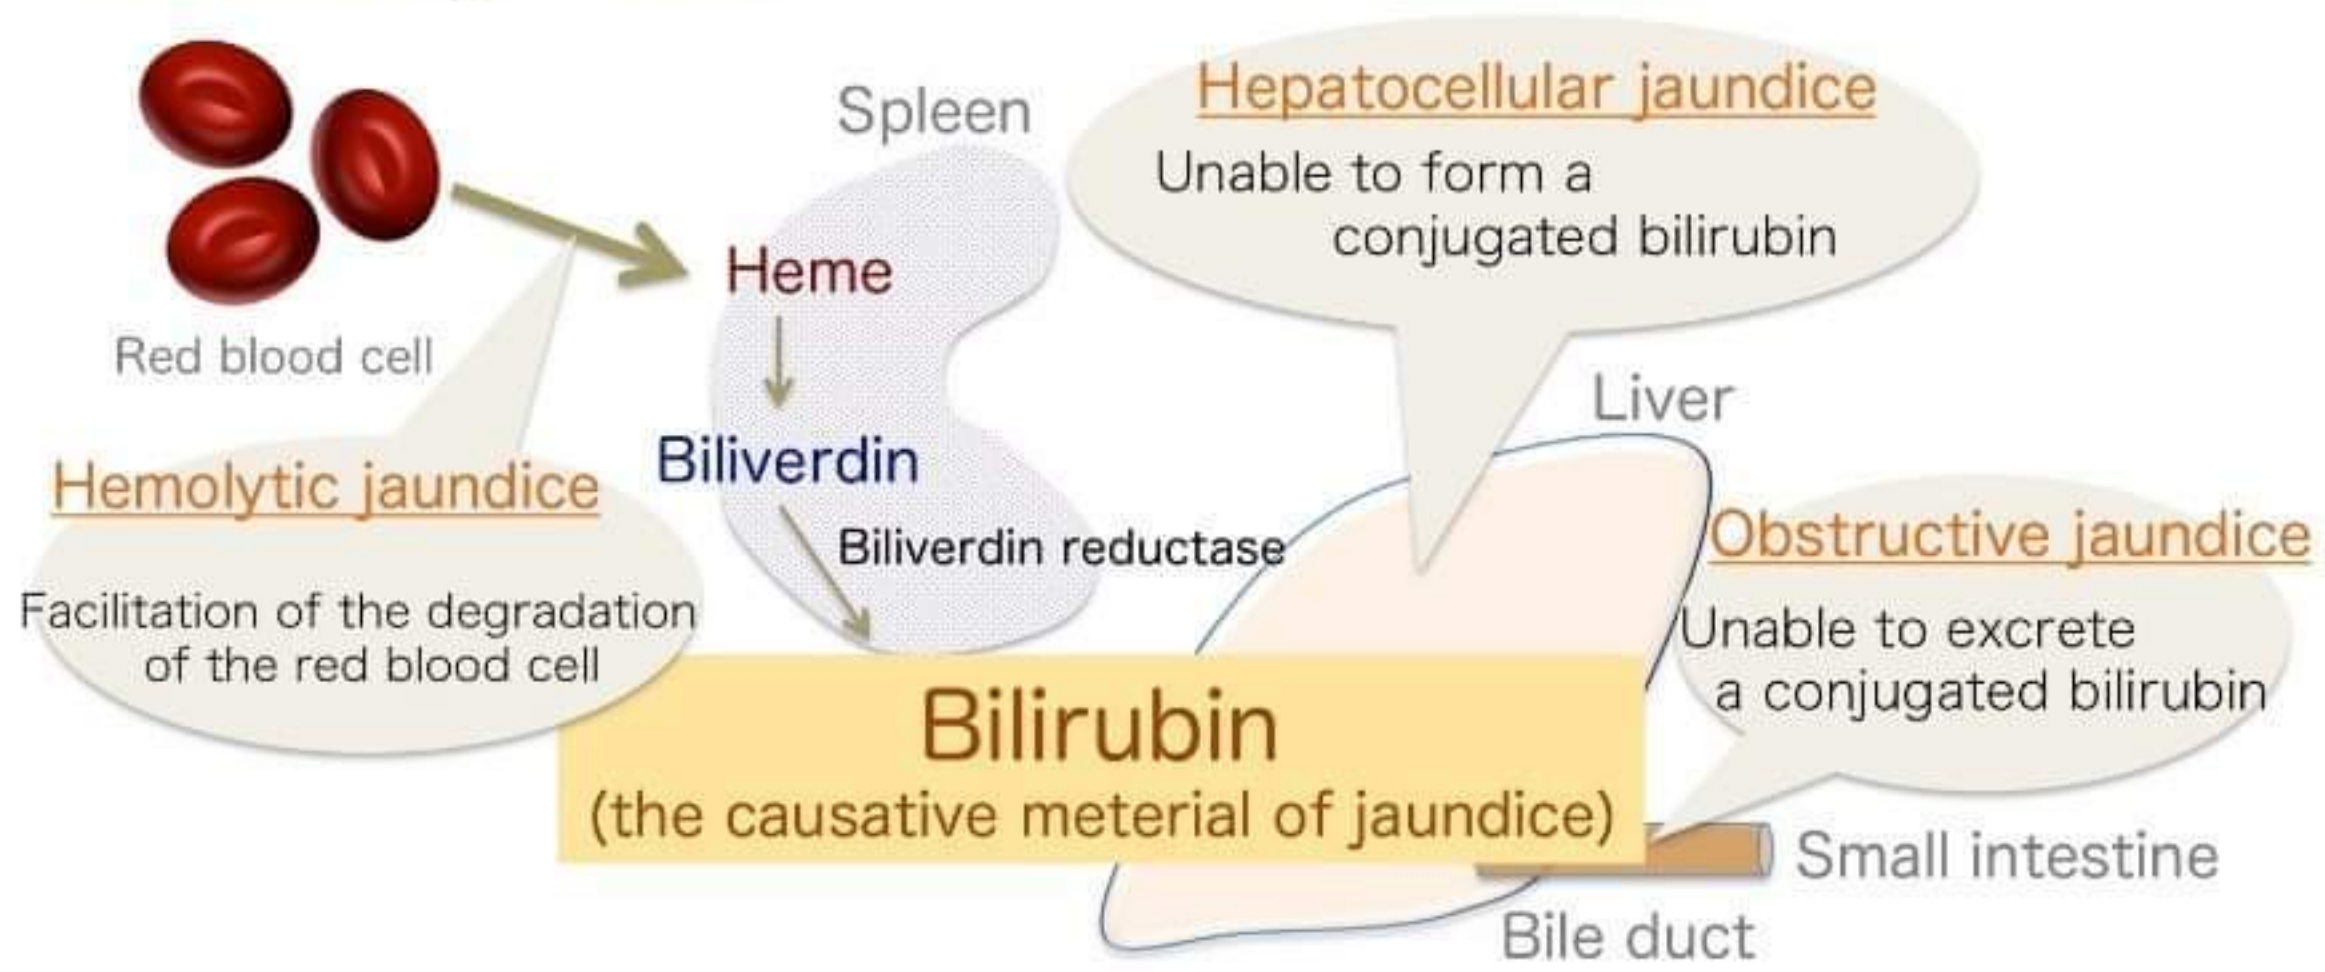 Spleen
Hepatocellular jaundice
Unable to form a
conjugated bilirubin
Heme
Red blood cell
Liver
Biliverdin
Hemolytic jaundice
Biliverdin reductase
Obstructive jaundice
Facilitation of the degradation
of the red blood cell
Unable to excrete
a conjugated bilirubin
Bilirubin
(the causative meterial of jaundice)
Small intestine
Bile duct